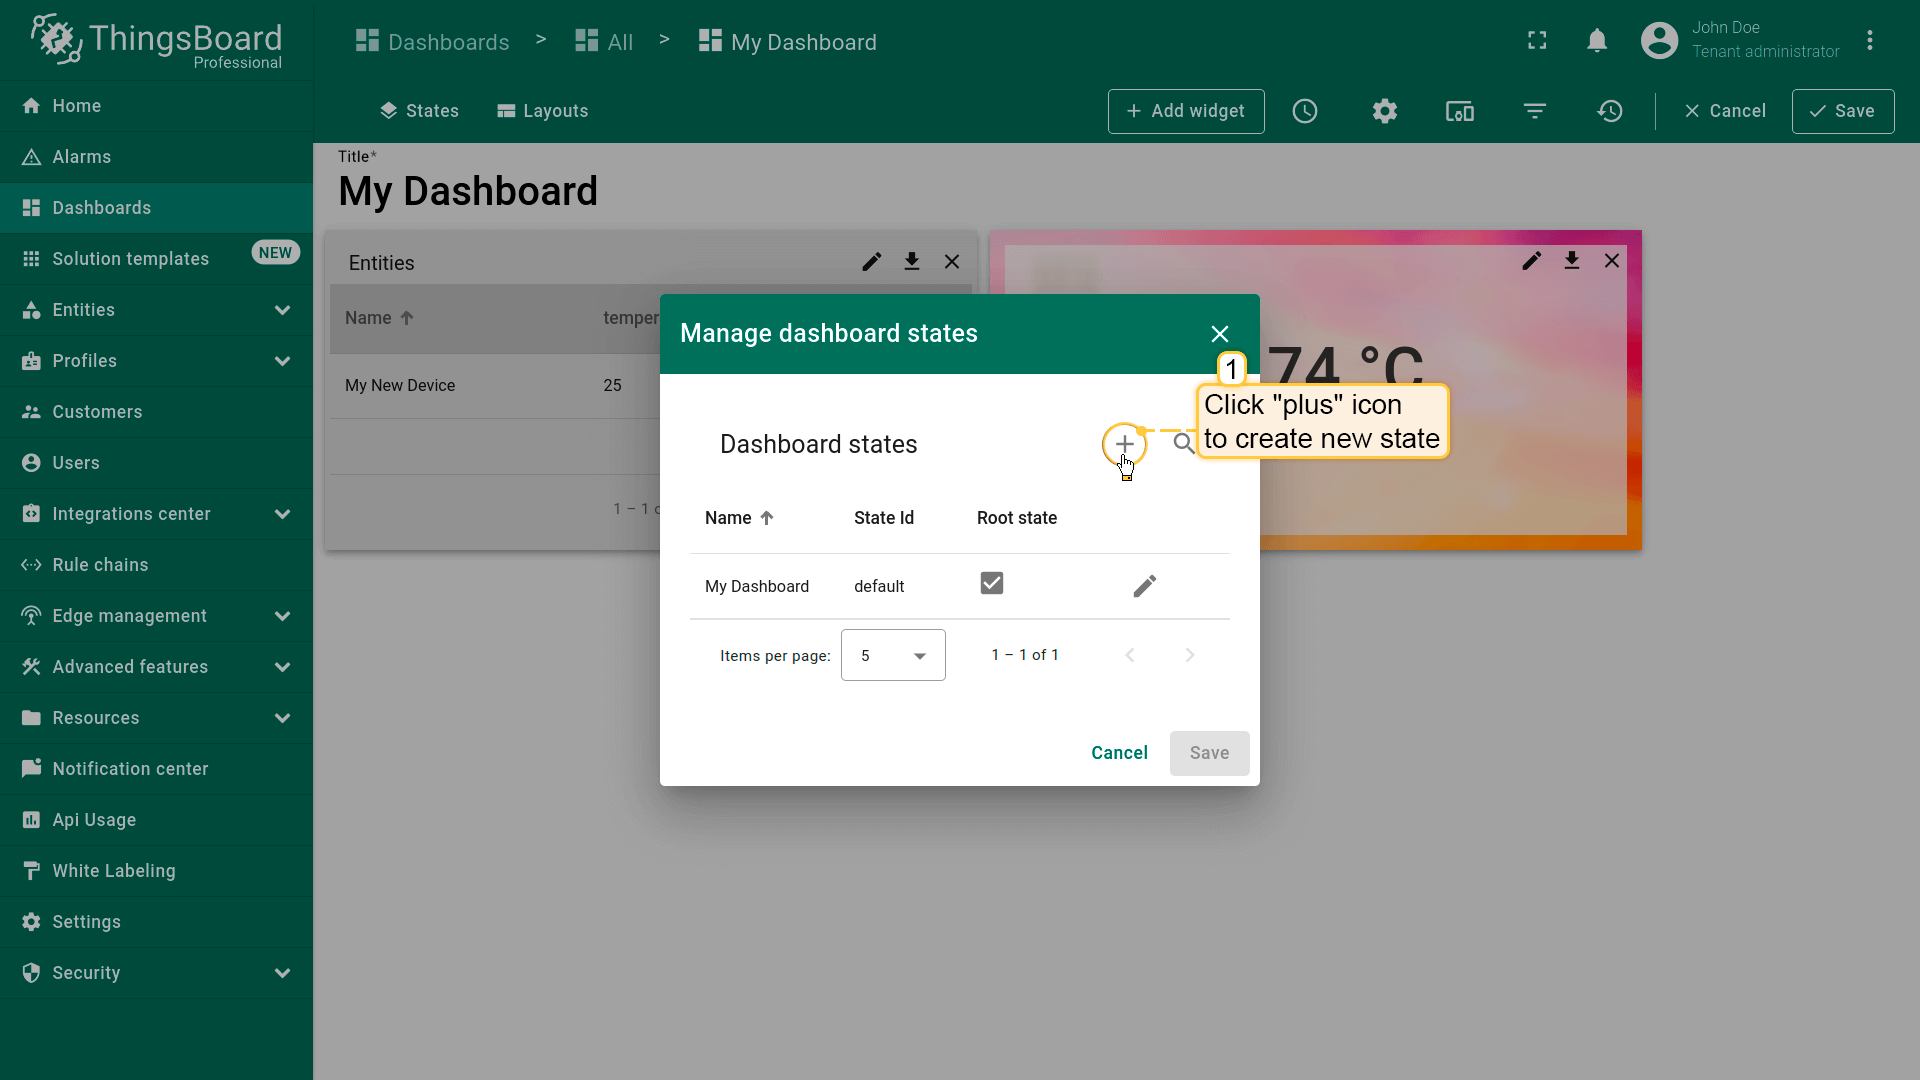 ThingsBoard
Professional
Dashboards > All > My Dashboard
John Doe
Tenant administrator
States
Layouts
+ Add widget
Cancel
Save
Home
Alarms
Dashboards
Solution templates
NEW
Entities
Profiles
Customers
Users
Integrations center
Rule chains
Edge management
Advanced features
Resources
Notification center
Api Usage
White Labeling
Settings
Security
Title*
My Dashboard
Entities
Name
temper
My New Device
25
1 – 1
74 °C
Manage dashboard states
1
Click "plus" icon
to create new state
Dashboard states
Name
State Id
Root state
My Dashboard
default
Items per page:
5
1 – 1 of 1
Cancel
Save